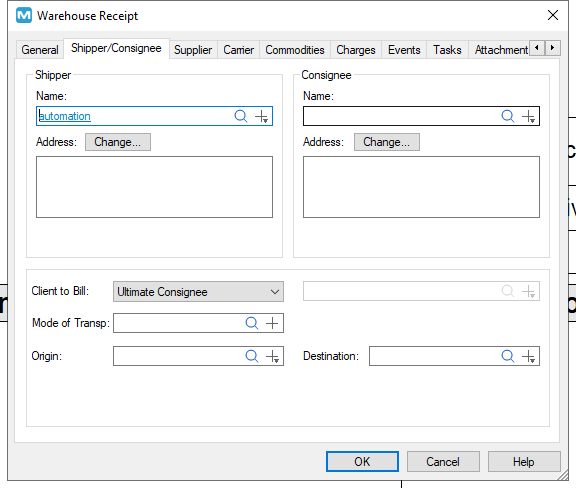 Warehouse Receipt
General Shipper/Consignee Supplier Carrier Commodities Charges Events Tasks Attachment
Shipper Consignee
Name: Name:
automation
Address: Change... Address: Change...
Client to Bill: Ultimate Consignee
Mode of Transp:
Origin: Destination:
OK Cancel Help